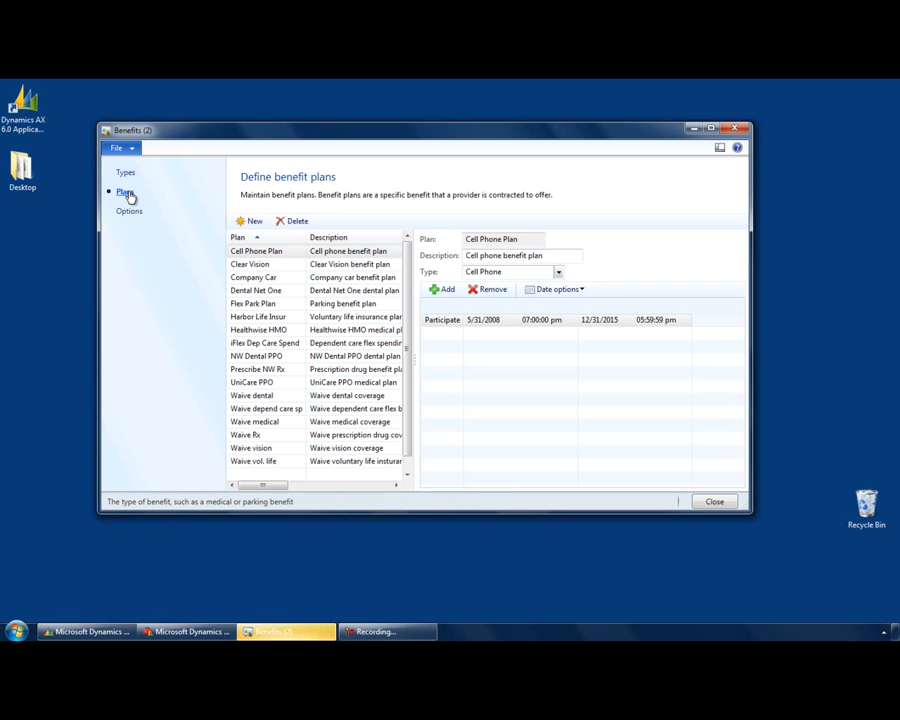 Dynamics AX
6.0 Applica...
Desktop
Benefits (2)
File
Types
Plans
Options
Define benefit plans
Maintain benefit plans. Benefit plans are a specific benefit that a provider is contracted to offer.
New Delete
Plan Description
Cell Phone Plan Cell phone benefit plan
Clear Vision Clear Vision benefit plan
Company Car Company car benefit plan
Dental Net One Dental Net One dental plan
Flex Park Plan Parking benefit plan
Harbor Life Insur Voluntary life insurance plan
Healthwise HMO Healthwise HMO medical pl
iFlex Dep Care Spend Dependent care flex spendin
NW Dental PPO NW Dental PPO dental plan
Prescribe NW Rx Prescription drug benefit pla
UniCare PPO UniCare PPO medical plan
Waive dental Waive dental coverage
Waive depend care sp Waive dependent care flex b
Waive medical Waive medical coverage
Waive Rx Waive prescription drug cov
Waive vision Waive vision coverage
Waive vol. life Waive voluntary life insturan
Plan: Cell Phone Plan
Description: Cell phone benefit plan
Type: Cell Phone
Add Remove Date options
Participate 5/31/2008 07:00:00 pm 12/31/2015 05:59:59 pm
The type of benefit, such as a medical or parking benefit
Close
Recycle Bin
Microsoft Dynamics ... Microsoft Dynamics ... Benefits (2) Recording...